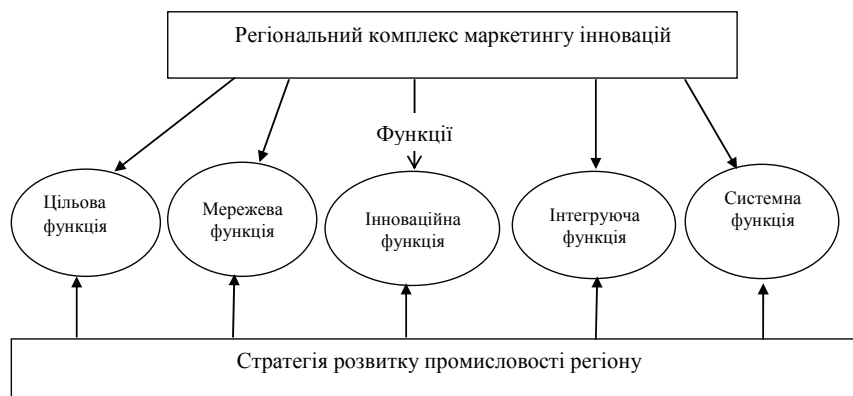 Регіональний комплекс маркетингу інновацій
Функції
Цільова
функція
Мережева
функція
Інноваційна
функція
Інтегруюча
функція
Системна
функція
Стратегія розвитку промисловості регіону